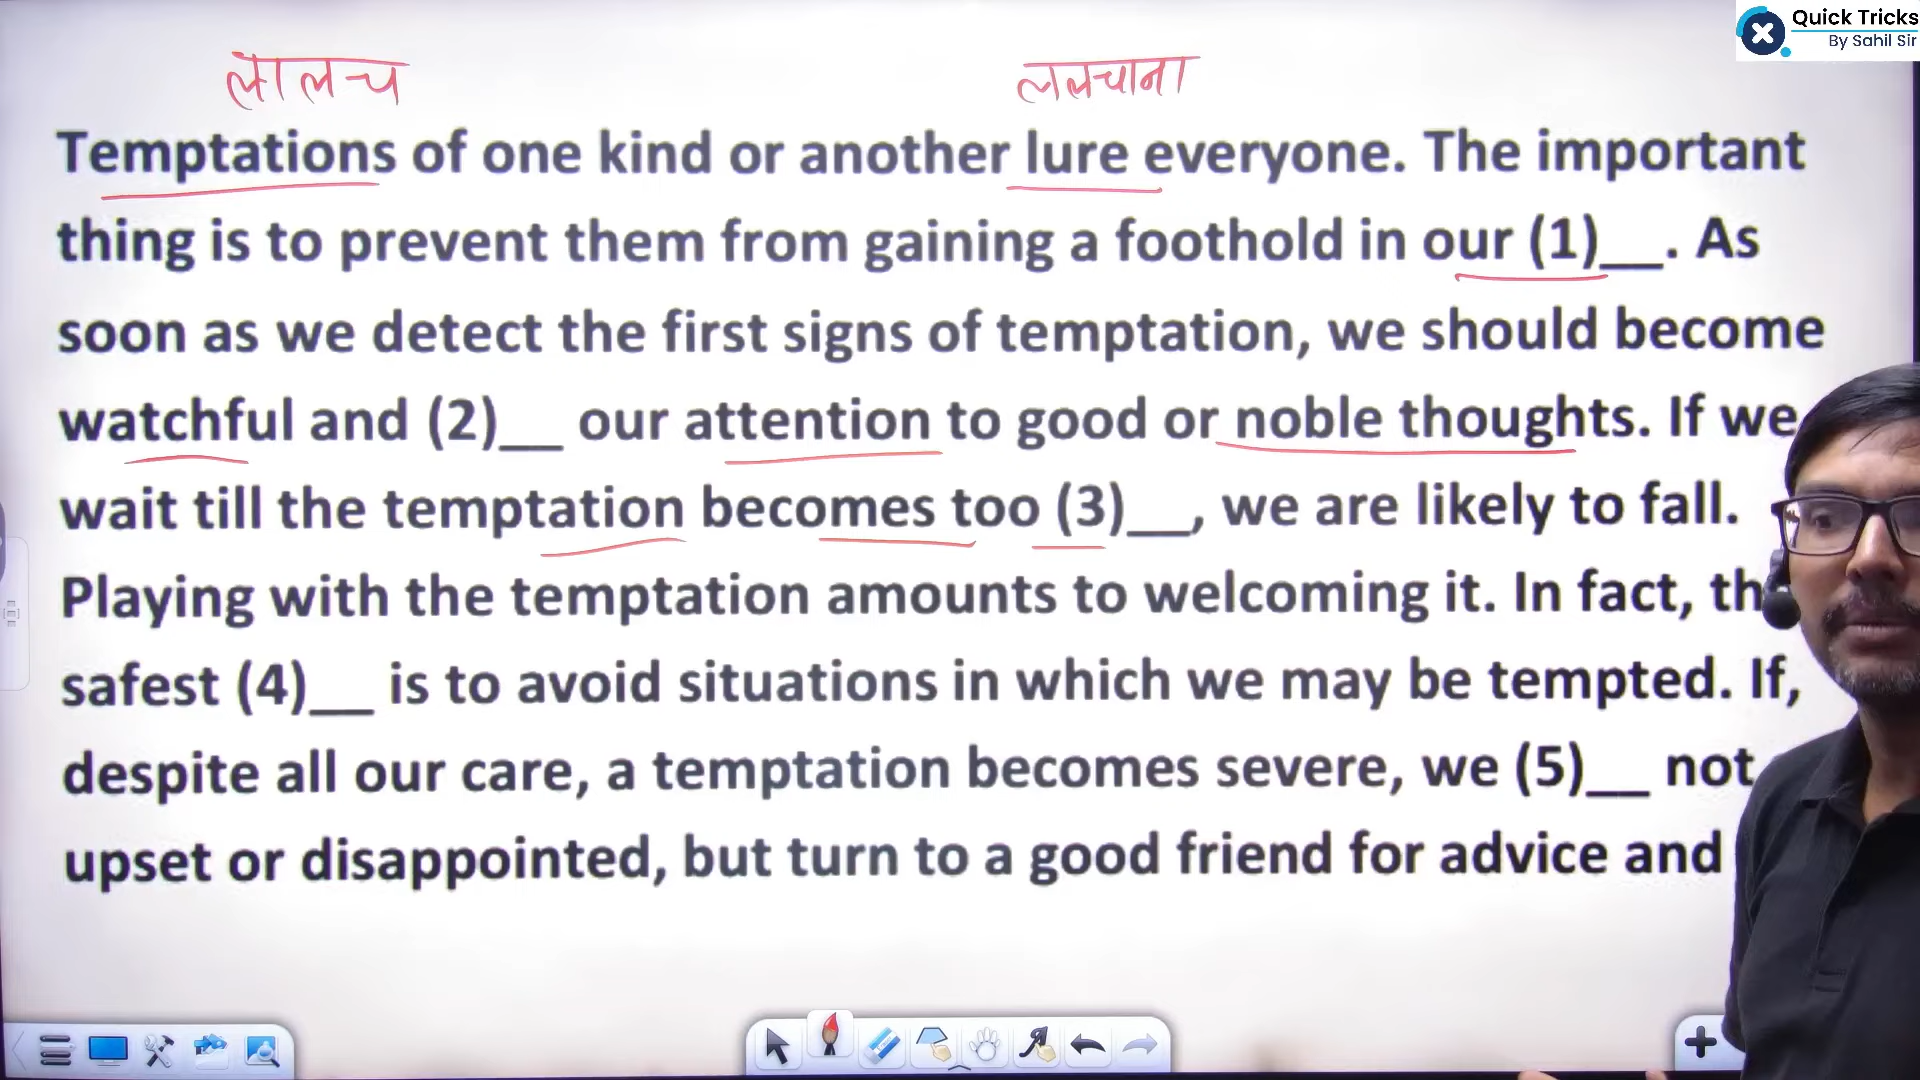 Quick Tricks
By Sahil Sir
लालच ललचाना
Temptations of one kind or another lure everyone. The important
thing is to prevent them from gaining a foothold in our (1)__. As
soon as we detect the first signs of temptation, we should become
watchful and (2)__ our attention to good or noble thoughts. If we
wait till the temptation becomes too (3)__, we are likely to fall.
Playing with the temptation amounts to welcoming it. In fact, th
safest (4)__ is to avoid situations in which we may be tempted. If,
despite all our care, a temptation becomes severe, we (5)__ not
upset or disappointed, but turn to a good friend for advice and